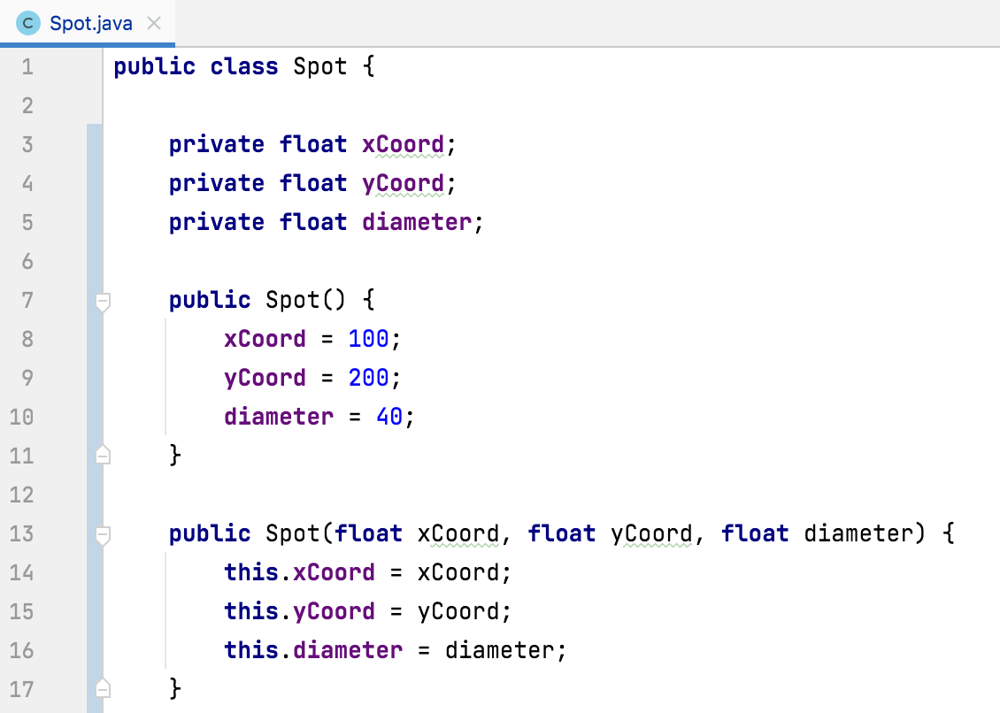 C Spot.java
1 public class Spot {
2
3     private float xCoord;
4     private float yCoord;
5     private float diameter;
6
7     public Spot() {
8         xCoord = 100;
9         yCoord = 200;
10         diameter = 40;
11     }
12
13     public Spot(float xCoord, float yCoord, float diameter) {
14         this.xCoord = xCoord;
15         this.yCoord = yCoord;
16         this.diameter = diameter;
17     }